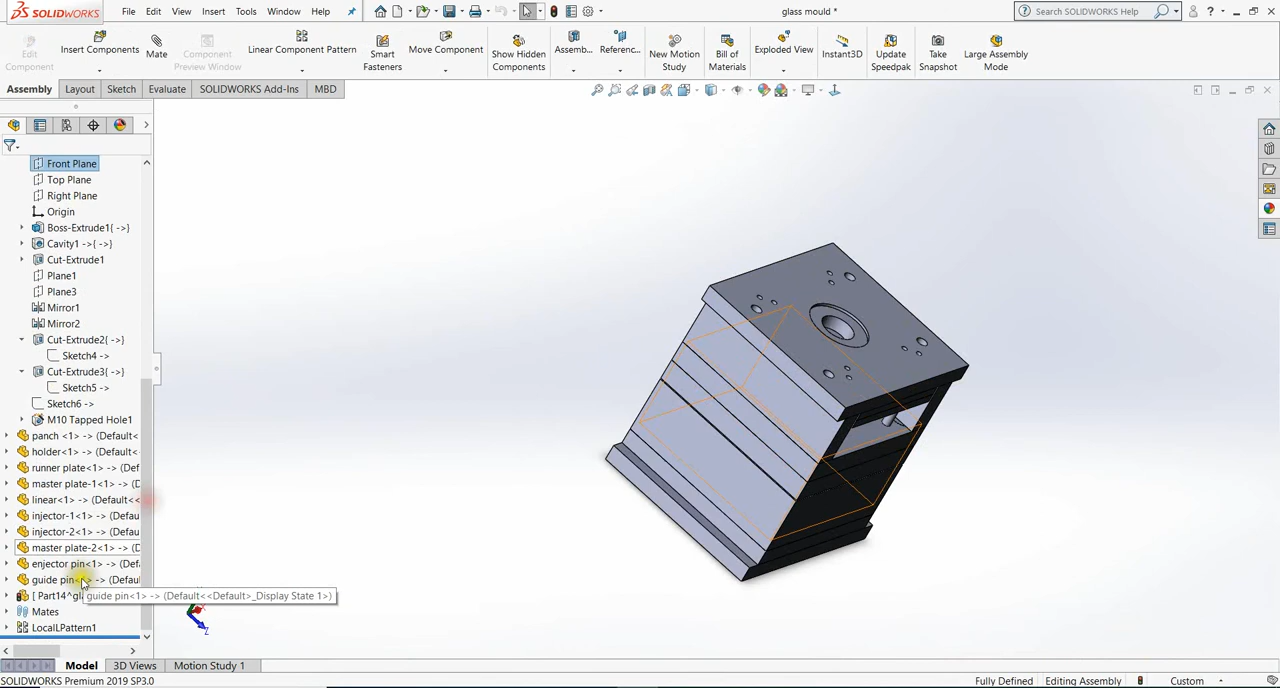 SOLIDWORKS File Edit View Insert Tools Window Help glass mould * Search SOLIDWORKS Help ?
Edit Component
Insert Components
Mate
Component Preview Window
Linear Component Pattern
Smart Fasteners
Move Component
Show Hidden Components
Assemb...
Referenc...
New Motion Study
Bill of Materials
Exploded View
Instant3D
Update Speedpak
Take Snapshot
Large Assembly Mode
Assembly Layout Sketch Evaluate SOLIDWORKS Add-Ins MBD
Front Plane
Top Plane
Right Plane
Origin
Boss-Extrude1{ ->}
Cavity1 ->{ ->}
Cut-Extrude1
Plane1
Plane3
Mirror1
Mirror2
Cut-Extrude2{ ->}
Sketch4 ->
Cut-Extrude3{ ->}
Sketch5 ->
Sketch6 ->
M10 Tapped Hole1
panch <1> -> (Default<
holder<1> -> (Default<
runner plate<1> -> (Def
master plate-1<1> -> (D
linear<1> -> (Default<<
injector-1<1> -> (Defau
injector-2<1> -> (Defau
master plate-2<1> -> (D
enjector pin<1> -> (Defau
guide pin<1> -> (Defau
[ Part14^gl
guide pin<1> -> (Default<<Default>_Display State 1>)
Mates
LocalLPattern1
Z
Model 3D Views Motion Study 1
SOLIDWORKS Premium 2019 SP3.0 Fully Defined Editing Assembly Custom